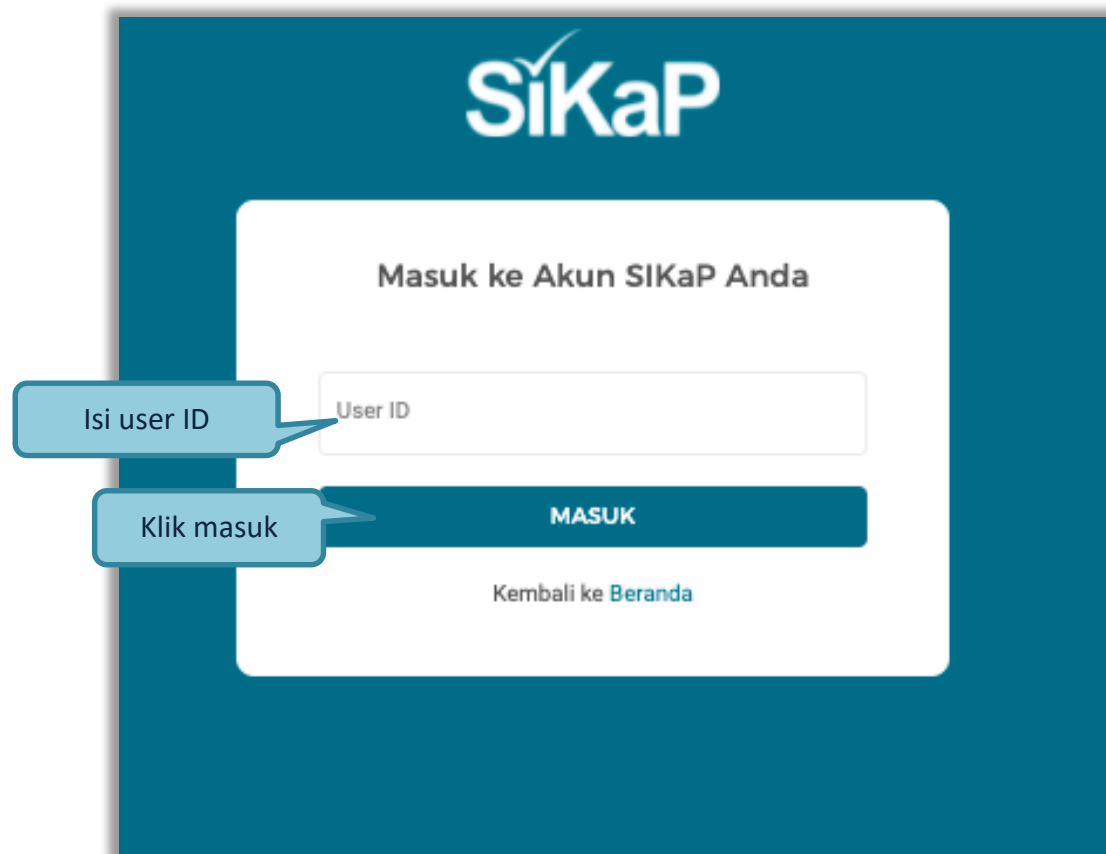 SiKaP
Masuk ke Akun SIKaP Anda
Isi user ID
User ID
Klik masuk
MASUK
Kembali ke Beranda